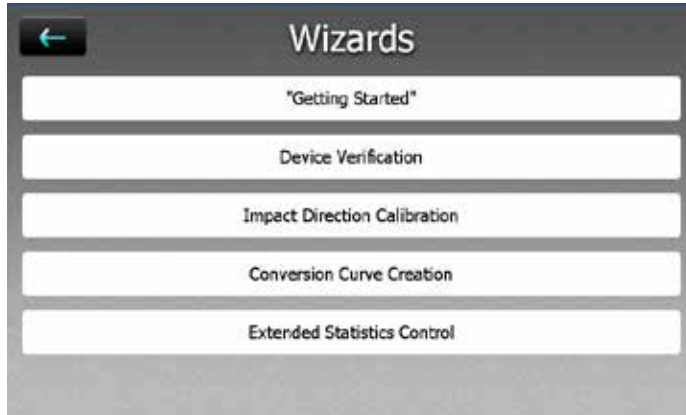 Wizards
"Getting Started"
Device Verification
Impact Direction Calibration
Conversion Curve Creation
Extended Statistics Control